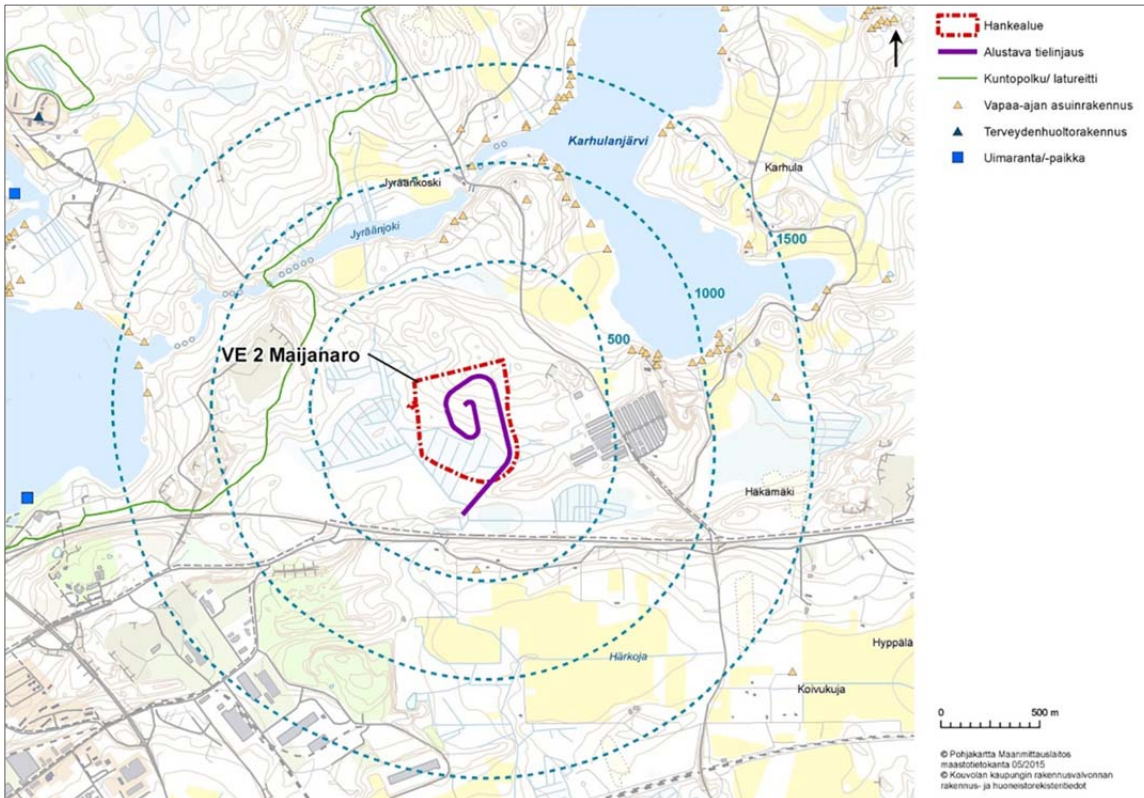 Karhulanjärvi
Karhula
Jyräänkoski
Jyräänjoki
1500
1000
500
VE 2 Maijanaro
Hakamäki
Härkoja
Hyppälä
Koivukuja
Hankealue
Alustava tielinjaus
Kuntopolku/ latureitti
Vapaa-ajan asuinrakennus
Terveydenhuoltorakennus
Uimaranta/-paikka
0 500 m
© Pohjakartta Maanmittauslaitos
maastotietokanta 05/2015
© Kouvolan kaupungin rakennusvalvonnan
rakennus- ja huoneistorekisteritiedot